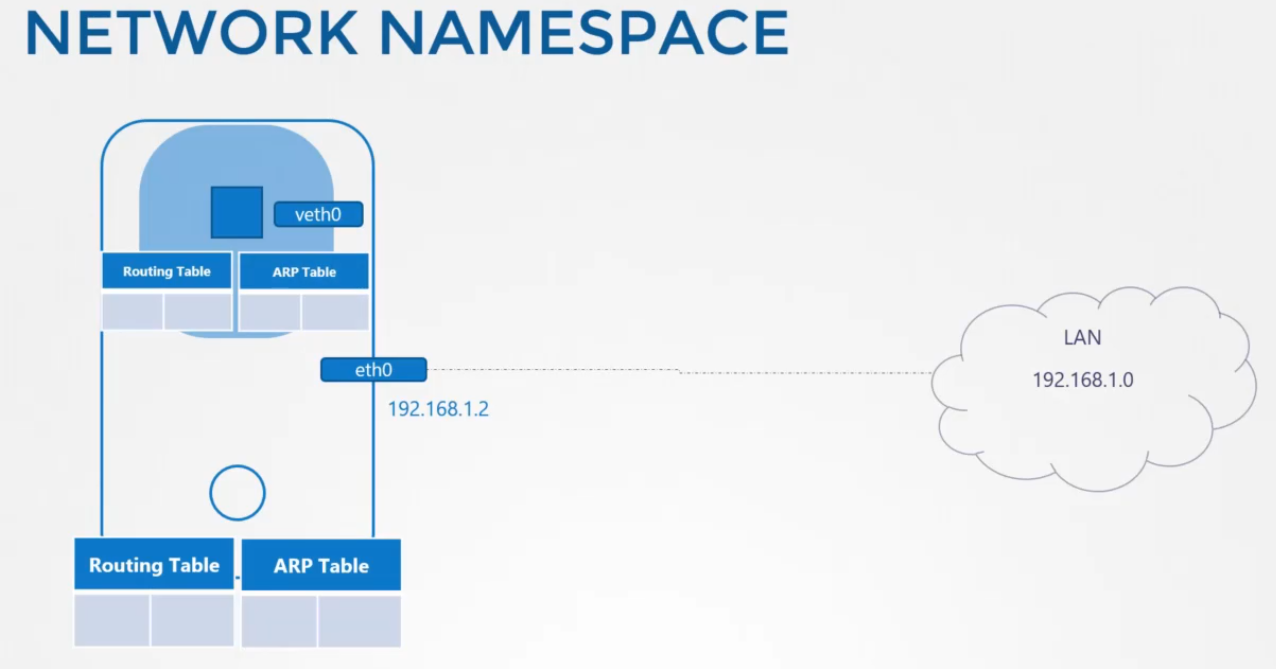 NETWORK NAMESPACE
veth0
Routing Table
ARP Table
LAN
192.168.1.0
eth0
192.168.1.2
Routing Table
ARP Table